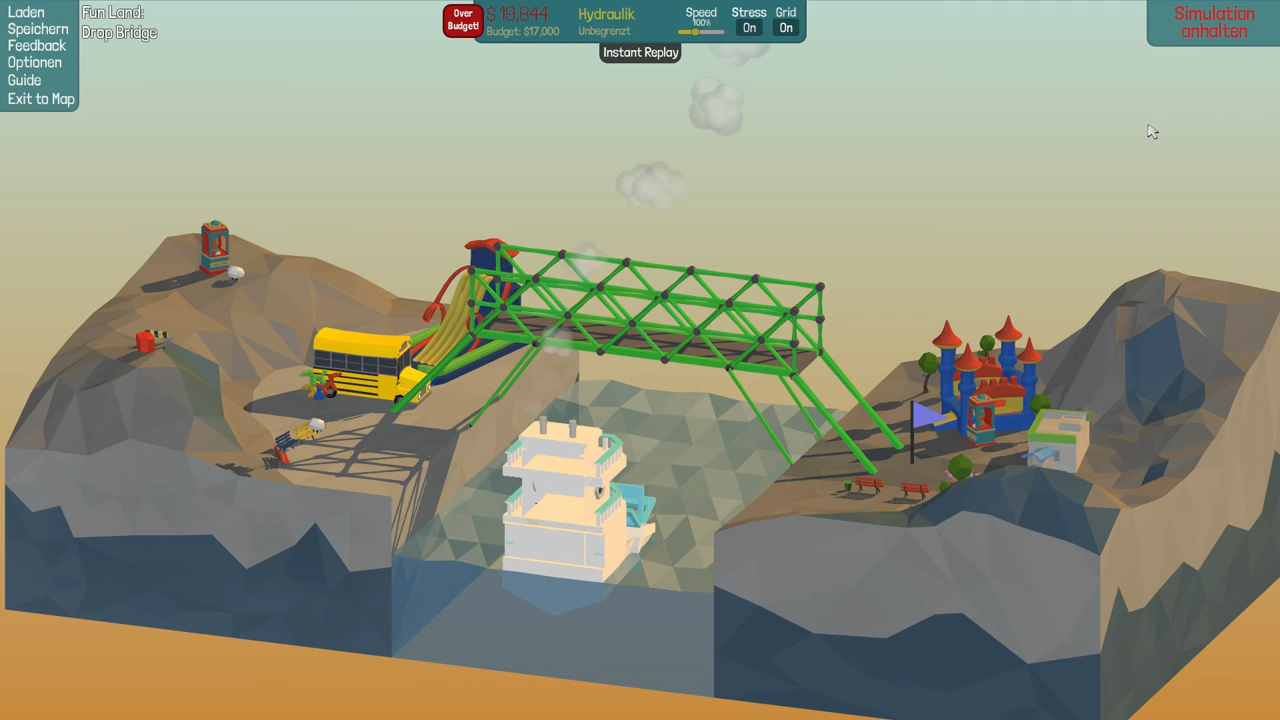 Laden
Speichern
Feedback
Optionen
Guide
Exit to Map
Fun Land:
Drop Bridge
Over
Budget!
$ 19,844
Budget: $17,000
Hydraulik
Unbegrenzt
Speed
100%
Stress
On
Grid
On
Instant Replay
Simulation
anhalten